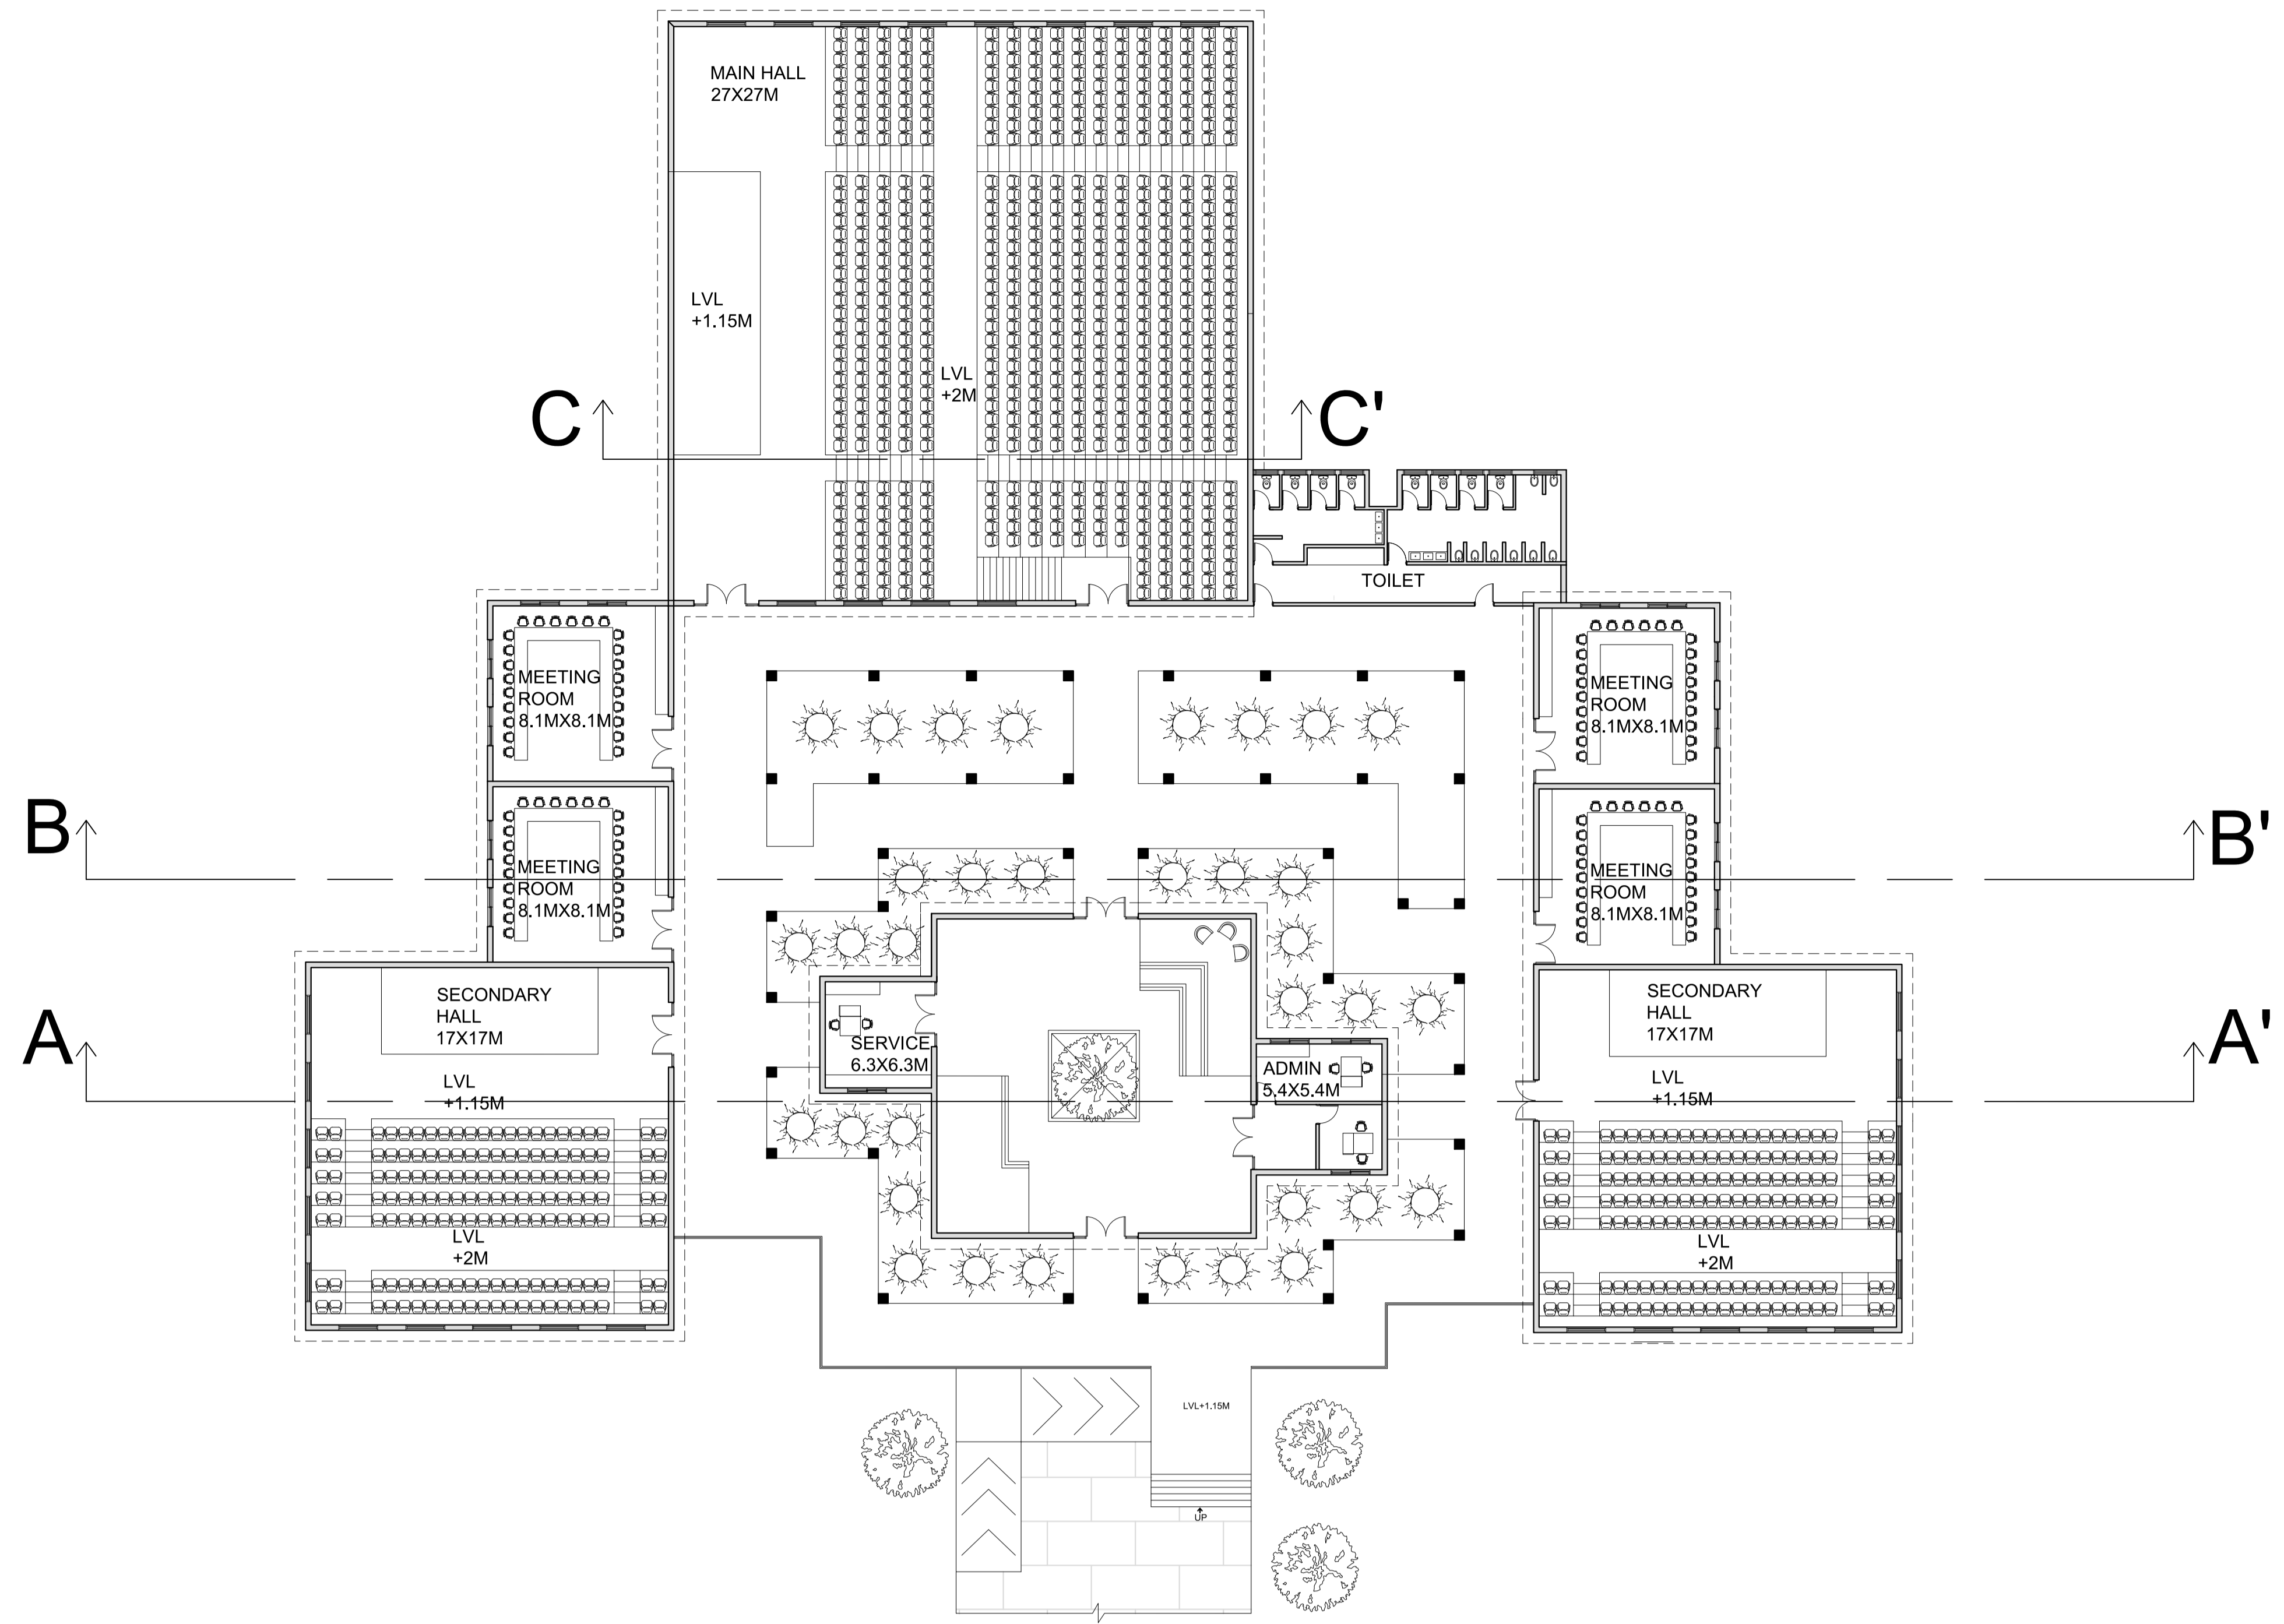 MAIN HALL
27X27M
LVL
+1.15M
LVL
+2M
C
C'
TOILET
MEETING
ROOM
8.1MX8.1M
MEETING
ROOM
8.1MX8.1M
B
B'
MEETING
ROOM
8.1MX8.1M
MEETING
ROOM
8.1MX8.1M
SECONDARY
HALL
17X17M
SECONDARY
HALL
17X17M
A
A'
SERVICE
6.3X6.3M
ADMIN
5.4X5.4M
LVL
+1.15M
LVL
+1.15M
LVL
+2M
LVL
+2M
LVL+1.15M
UP